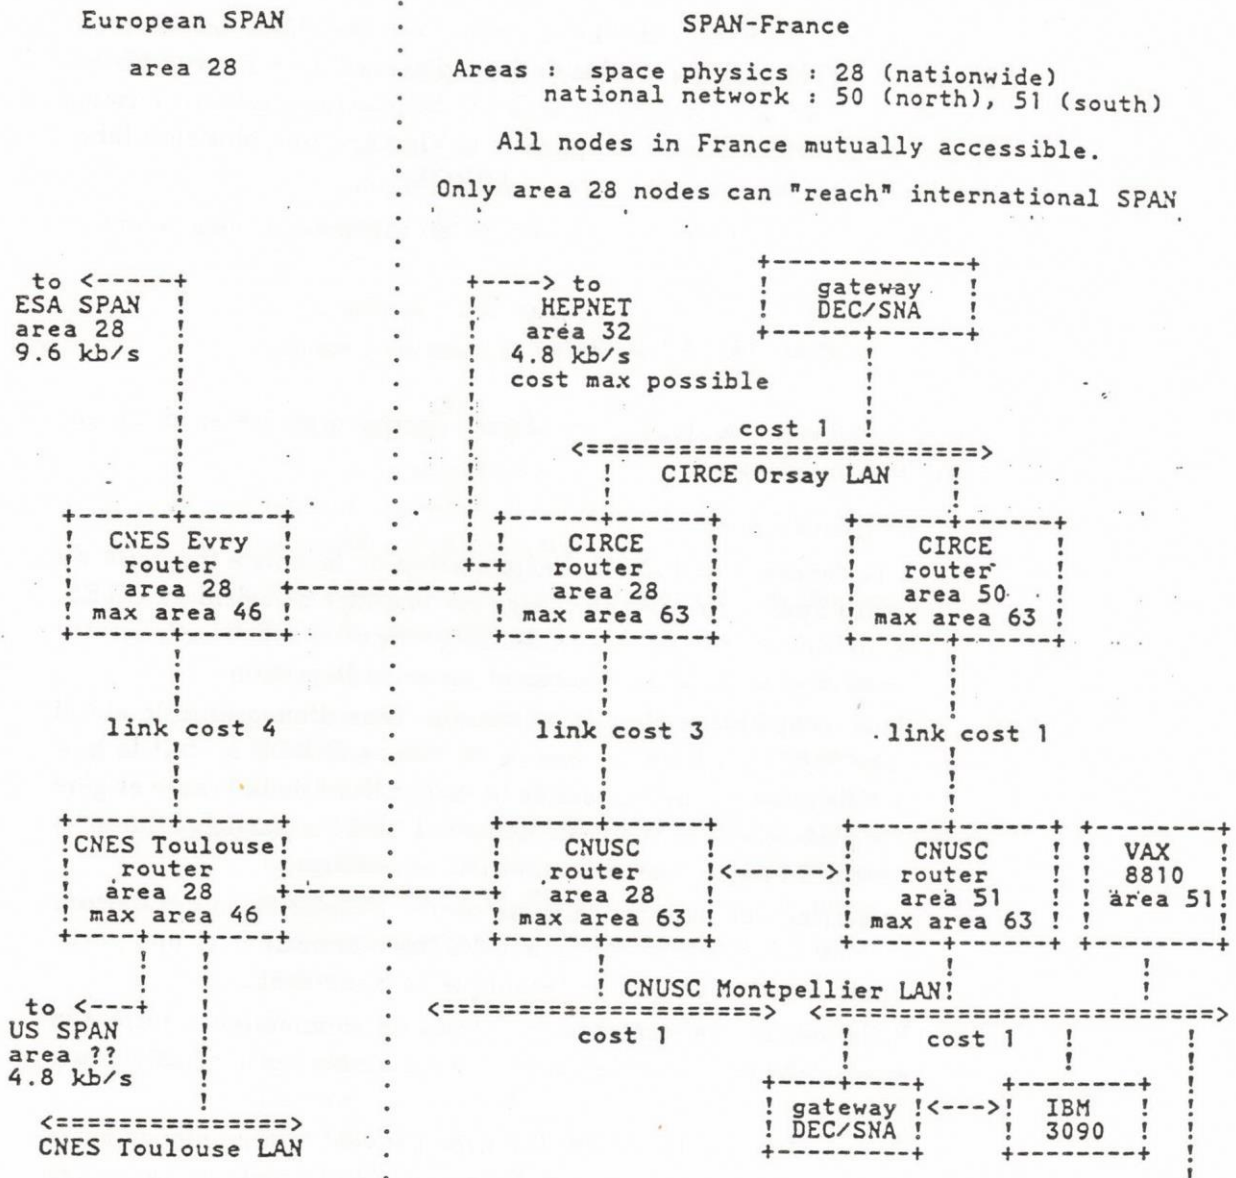 European SPAN
area 28
SPAN-France
Areas : space physics : 28 (nationwide)
national network : 50 (north), 51 (south)
All nodes in France mutually accessible.
Only area 28 nodes can "reach" international SPAN
to <-----+
ESA SPAN
area 28
9.6 kb/s
+----> to
HEPNET
area 32
4.8 kb/s
cost max possible
gateway
DEC/SNA
cost 1
<===================>
CIRCE Orsay LAN
CNES Evry
router
area 28
max area 46
CIRCE
router
area 28
max area 63
CIRCE
router
area 50
max area 63
link cost 4
link cost 3
link cost 1
CNES Toulouse
router
area 28
max area 46
CNUSC
router
area 28
max area 63
<------>
CNUSC
router
area 51
max area 63
VAX
8810
area 51
to <---+
US SPAN
area ??
4.8 kb/s
CNUSC Montpellier LAN
<================> <===================>
cost 1
cost 1
gateway
DEC/SNA
<--->
IBM
3090
<=============>
CNES Toulouse LAN